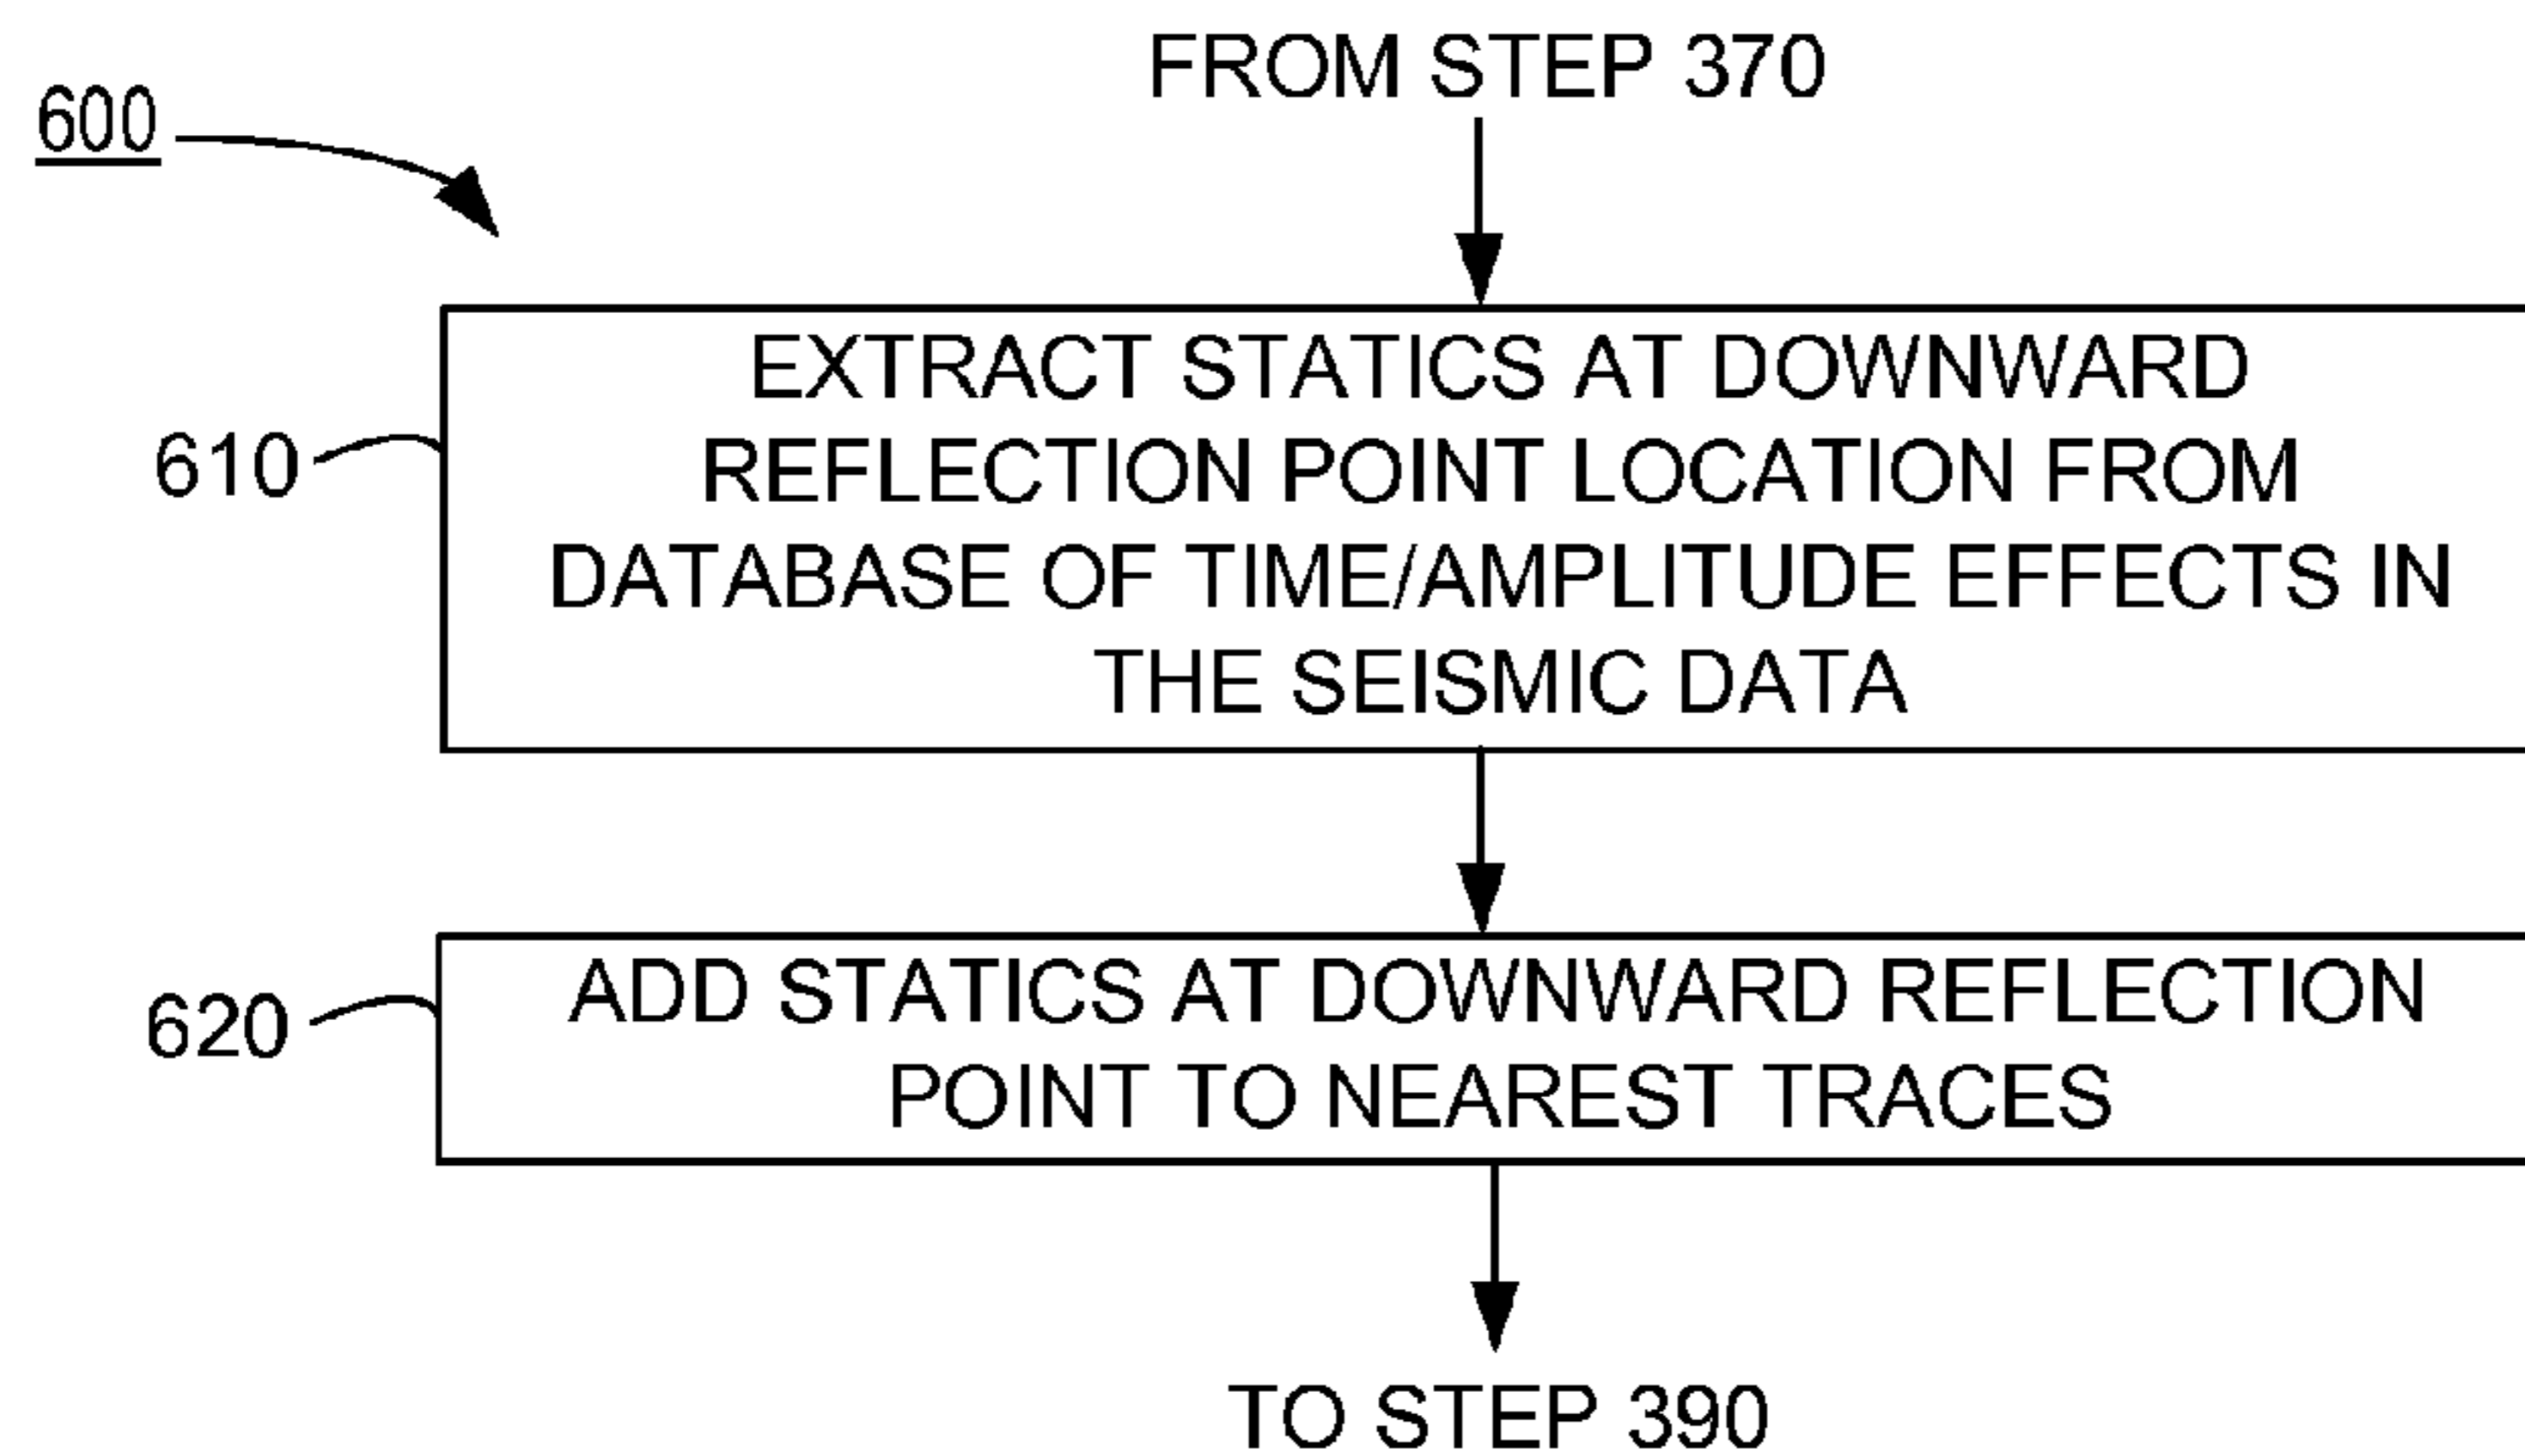 FROM STEP 370
600
EXTRACT STATICS AT DOWNWARD
REFLECTION POINT LOCATION FROM
610
DATABASE OF TIME/AMPLITUDE EFFECTS IN
THE SEISMIC DATA
ADD STATICS AT DOWNWARD REFLECTION
620
POINT TO NEAREST TRACES
TO STEP 390